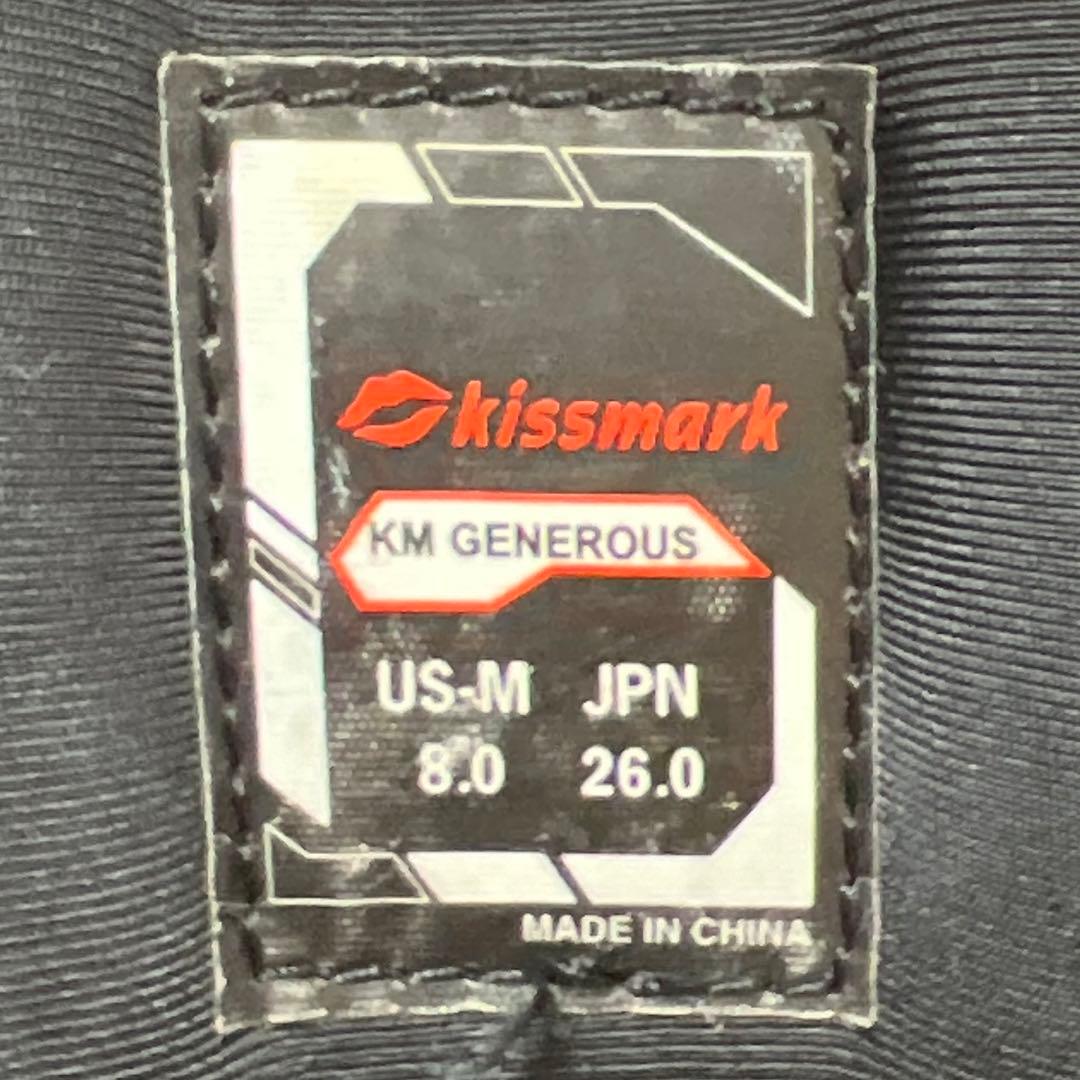 kissmark
KM GENEROUS
US-M JPN
8.0 26.0
MADE IN CHINA